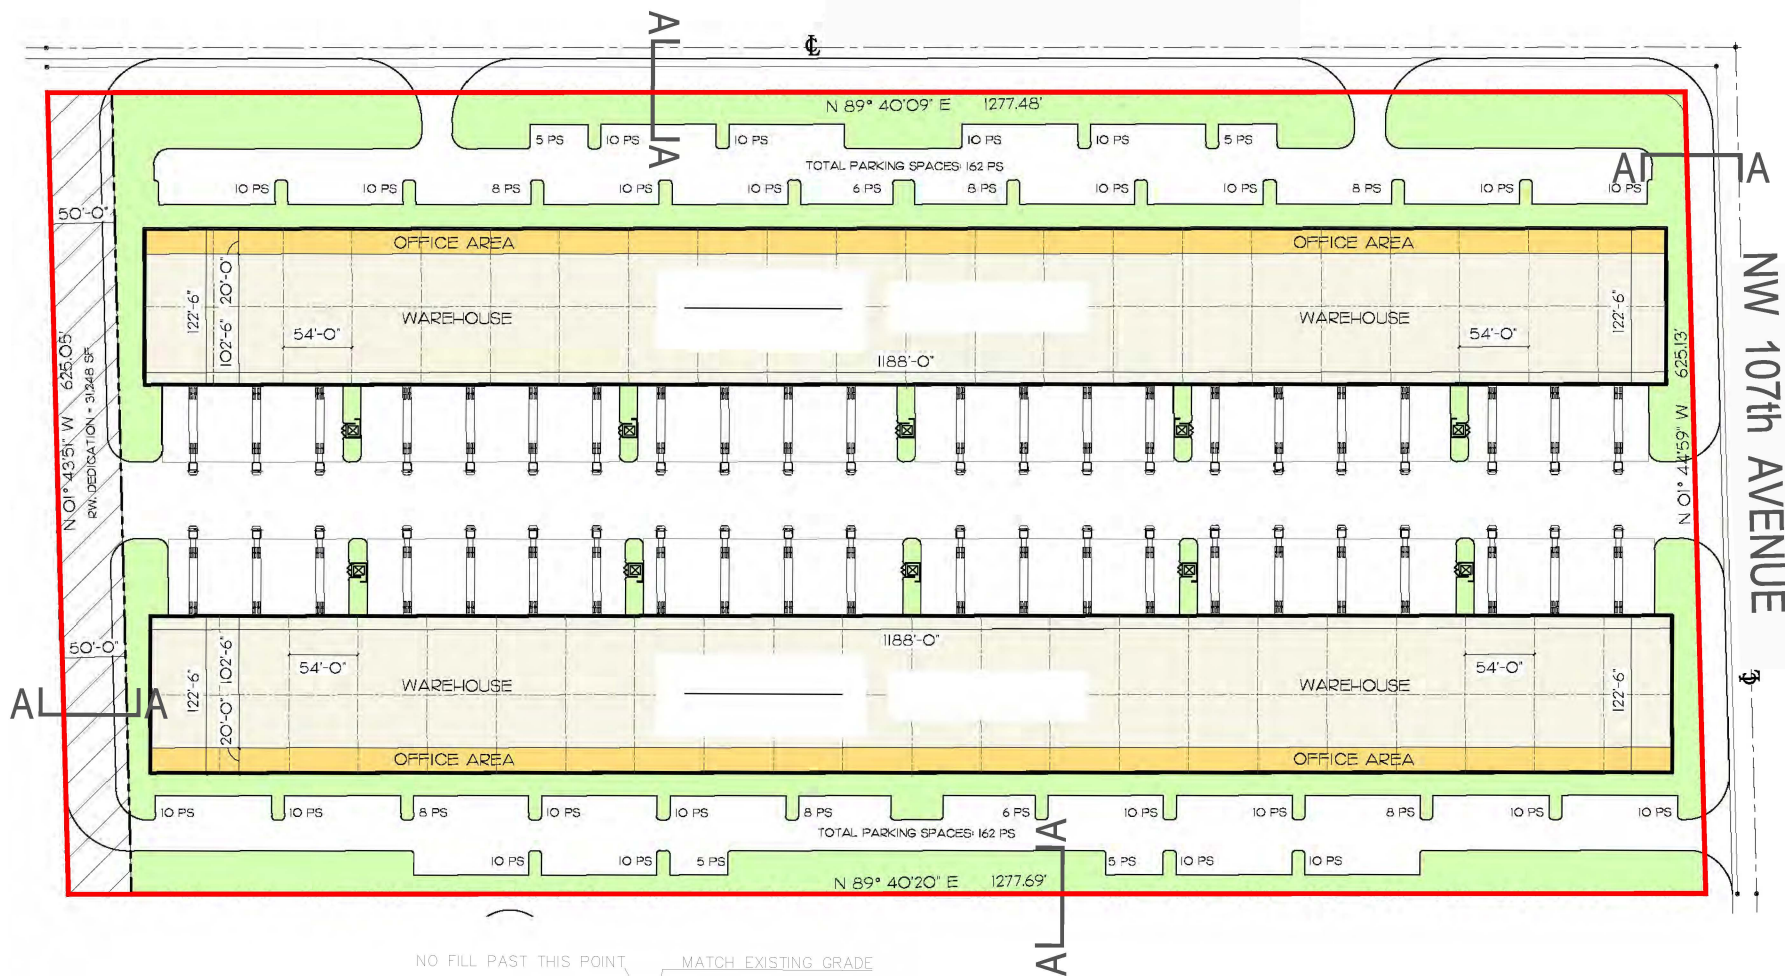 A A
℄
N 89° 40'09" E 1277.48'
5 PS 10 PS 10 PS 10 PS 10 PS 5 PS
A A
TOTAL PARKING SPACES: 162 PS
A A
10 PS 10 PS 8 PS 10 PS 10 PS 6 PS 8 PS 10 PS 10 PS 8 PS 10 PS 10 PS
50'-0"
OFFICE AREA OFFICE AREA
122'-6" 102'-6" 20'-0" 122'-6"
WAREHOUSE WAREHOUSE
54'-0" 54'-0"
1188'-0"
N 01° 43'51" W 625.05'
RW. DEDICATION = 31,248 SF
N 01° 44'59" W 625.13'
NW 107th AVENUE
1188'-0"
50'-0"
54'-0" 54'-0"
122'-6" 20'-0" 102'-6" 122'-6"
WAREHOUSE WAREHOUSE
℄
A A
OFFICE AREA OFFICE AREA
10 PS 10 PS 8 PS 10 PS 10 PS 8 PS 6 PS 10 PS 10 PS 8 PS 10 PS 10 PS
TOTAL PARKING SPACES: 162 PS
A
10 PS 10 PS 5 PS 5 PS 10 PS 10 PS
N 89° 40'20" E 1277.69'
A
NO FILL PAST THIS POINT MATCH EXISTING GRADE